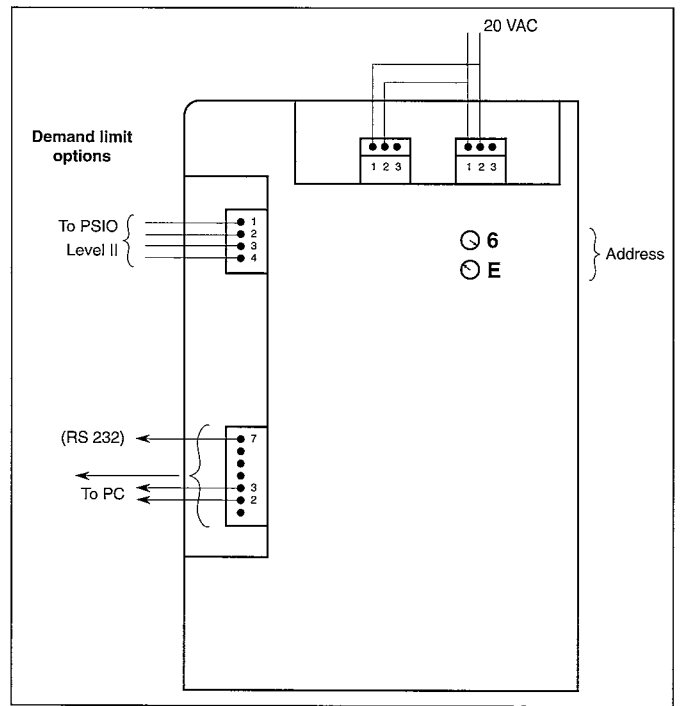 20 VAC
Demand limit
options
1 2 3
1 2 3
To PSIO
Level II
1
2
3
4
6
E
Address
(RS 232)
7
To PC
3
2